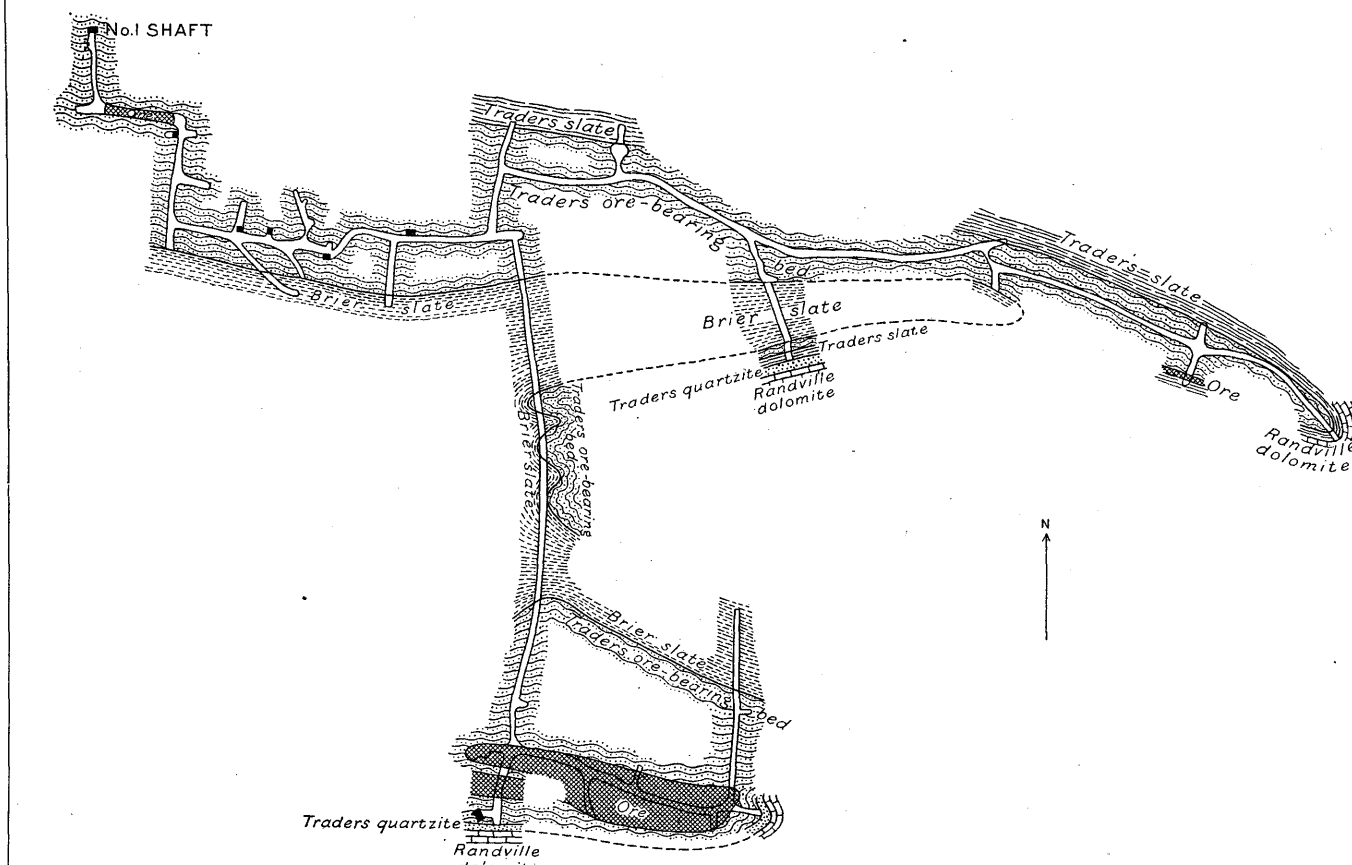 No.1 SHAFT
Ore
Traders slate
Traders ore-bearing
bed
Traders slate
Brier slate
Brier slate
Traders slate
Traders quartzite
Randville
dolomite
Ore
Randville
dolomite
Brier slate
Traders ore-bearing
bed
N
Brier slate
Traders ore-bearing
bed
Ore
Traders quartzite
Randville